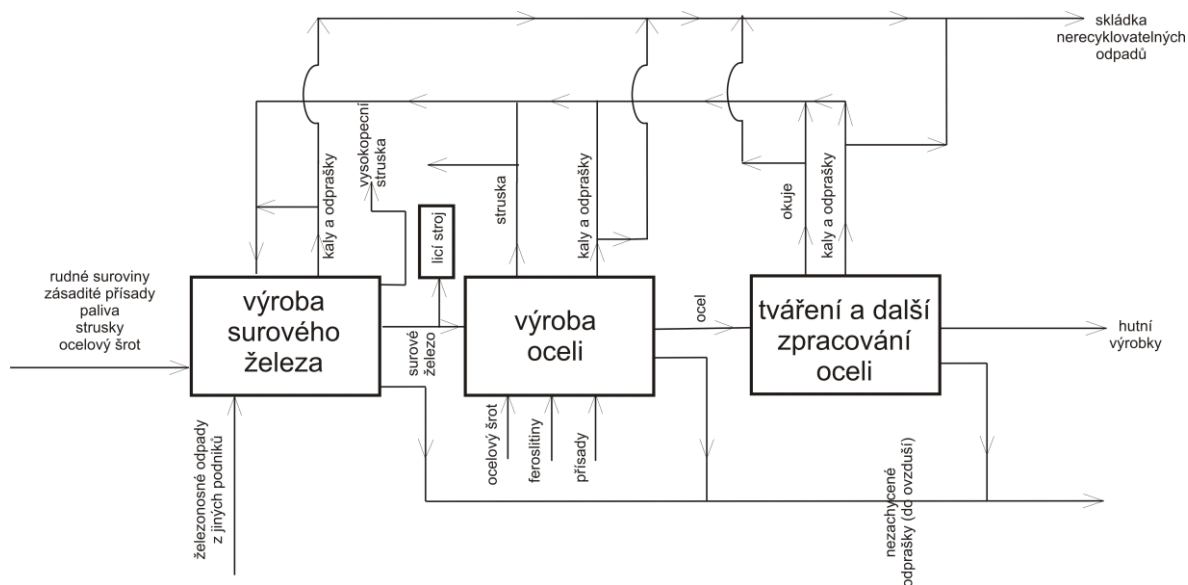 skládka
nerecyklovatelných
odpadů
vysokopecní
struska
kaly a odprašky
licí stroj
struska
kaly a odprašky
okuje
kaly a odprašky
rudné suroviny
zásadité přísady
paliva
strusky
ocelový šrot
výroba
surového
železa
surové
železo
výroba
oceli
ocel
tváření a další
zpracování
oceli
hutní
výrobky
železonosné odpady
z jiných podniků
ocelový šrot
feroslitiny
přísady
nezachycené
odprašky (do ovzduší)